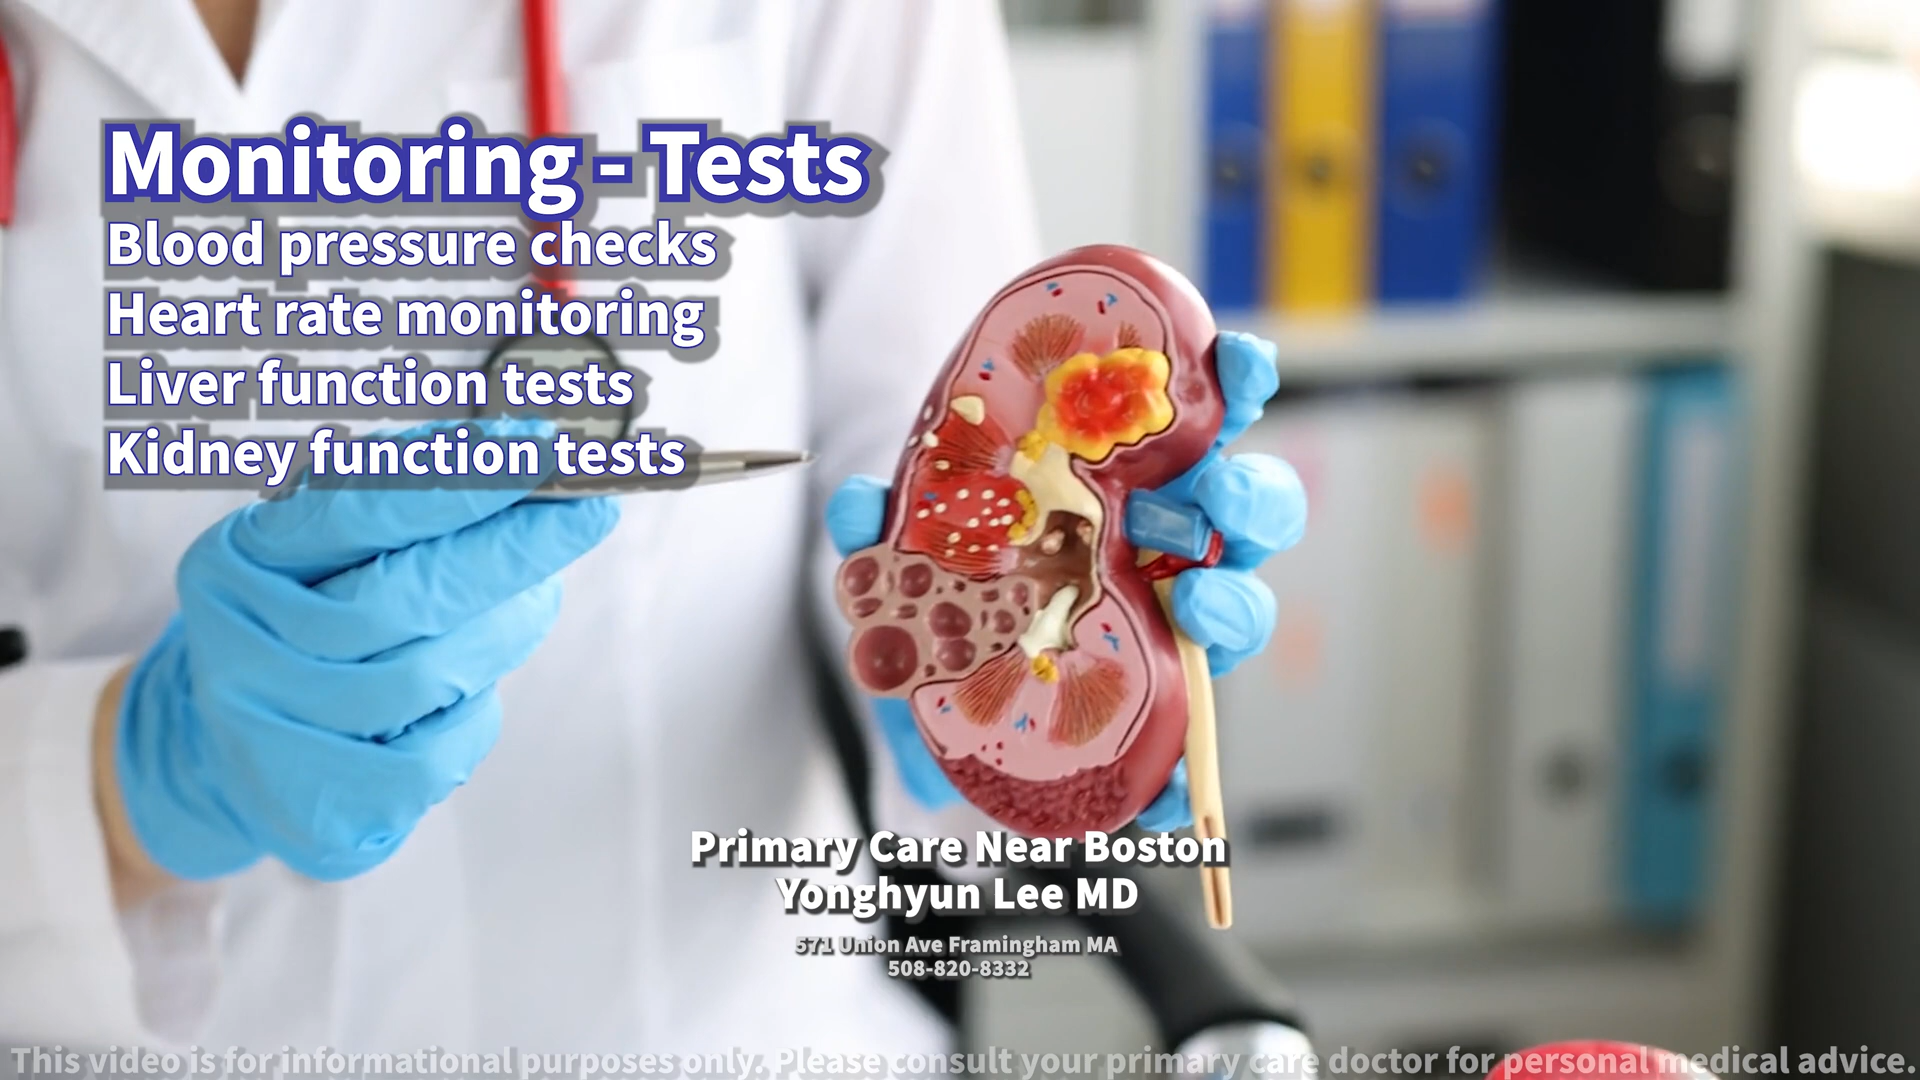 Monitoring - Tests
Blood pressure checks
Heart rate monitoring
Liver function tests
Kidney function tests
Primary Care Near Boston
Yonghyun Lee MD
571 Union Ave Framingham MA
508-820-8332
This video is for informational purposes only. Please consult your primary care doctor for personal medical advice.